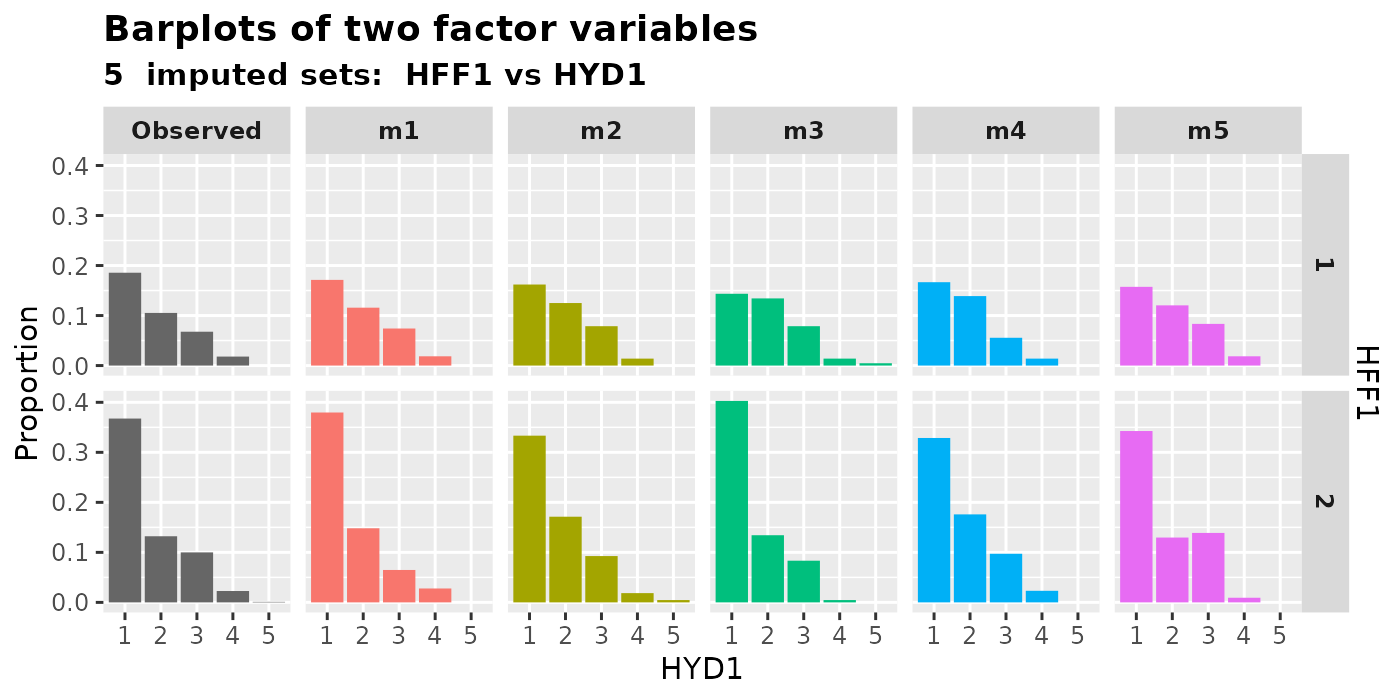 Barplots of two factor variables
5  imputed sets:  HFF1 vs HYD1
Observed m1 m2 m3 m4 m5
0.4
0.3
0.2
0.1
0.0
1
0.4
0.3
0.2
0.1
0.0
2
Proportion
HFF1
1 2 3 4 5 1 2 3 4 5 1 2 3 4 5 1 2 3 4 5 1 2 3 4 5 1 2 3 4 5
HYD1